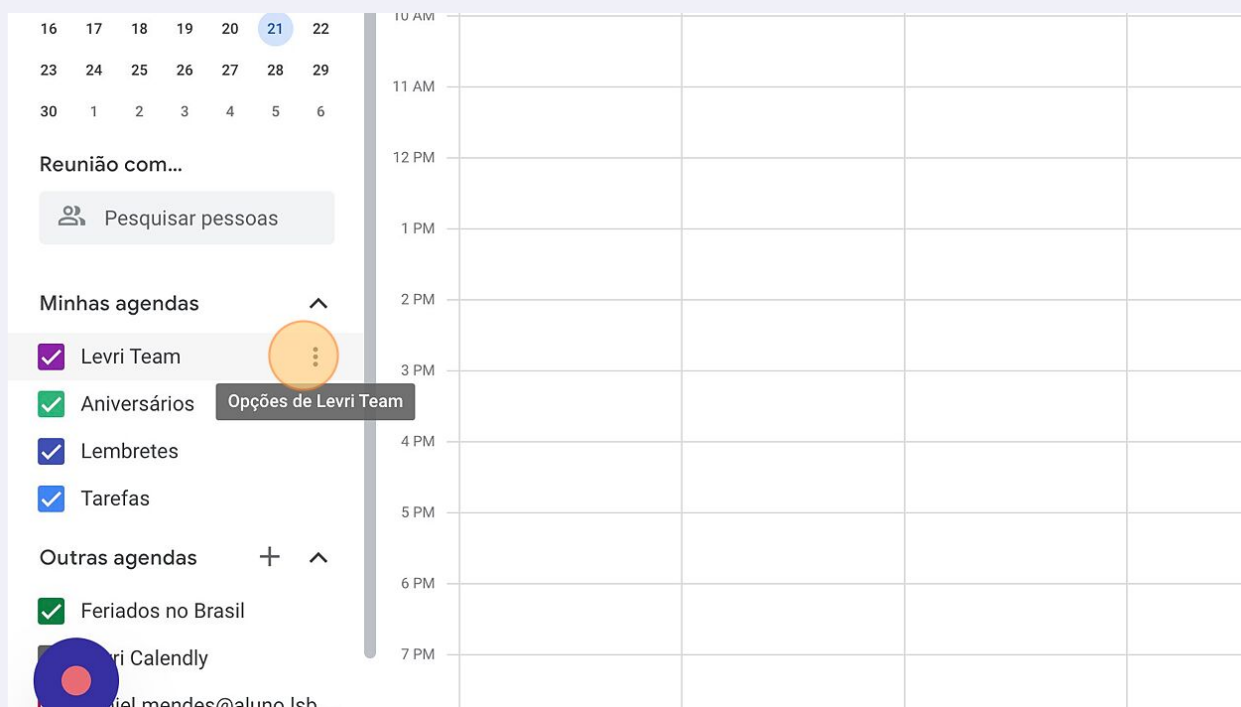 16 17 18 19 20 21 22
23 24 25 26 27 28 29
30 1 2 3 4 5 6
Reunião com...
Pesquisar pessoas
Minhas agendas
Levri Team
Opções de Levri Team
Aniversários
Lembretes
Tarefas
Outras agendas
Feriados no Brasil
Calendly
10 AM
11 AM
12 PM
1 PM
2 PM
3 PM
4 PM
5 PM
6 PM
7 PM